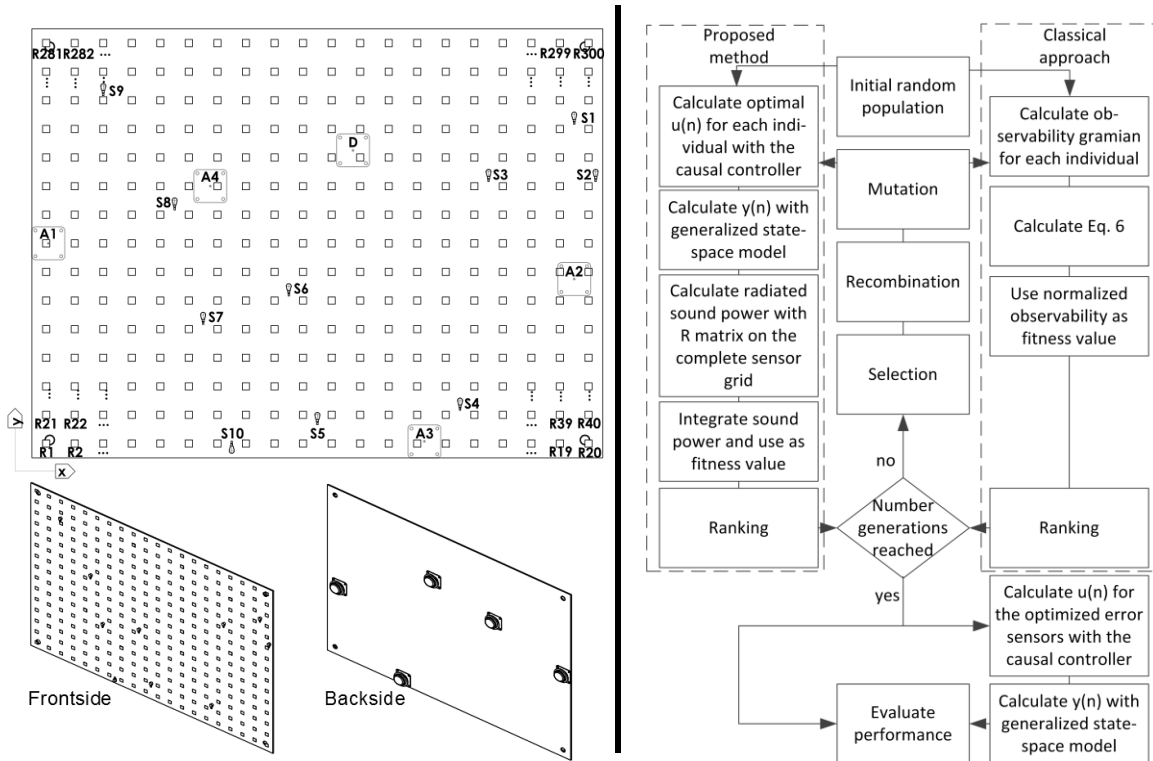 R281 R282 ... ... R299 R300
S9
S1
D
A4
S3
S2
S8
A1
A2
S6
S7
S4
R21 R22 ... ... R39 R40
S10
S5
A3
R1 R2 ... ... R19 R20
y
x
Frontside
Backside
Proposed
method
Calculate optimal
u(n) for each indi-
vidual with the
causal controller
Calculate y(n) with
generalized state-
space model
Calculate radiated
sound power with
R matrix on the
complete sensor
grid
Integrate sound
power and use as
fitness value
Ranking
Initial random
population
Mutation
Recombination
Selection
no
Number
generations
reached
yes
Classical
approach
Calculate ob-
servability gramian
for each individual
Calculate Eq. 6
Use normalized
observability as
fitness value
Ranking
Calculate u(n) for
the optimized error
sensors with the
causal controller
Calculate y(n) with
generalized state-
space model
Evaluate
performance